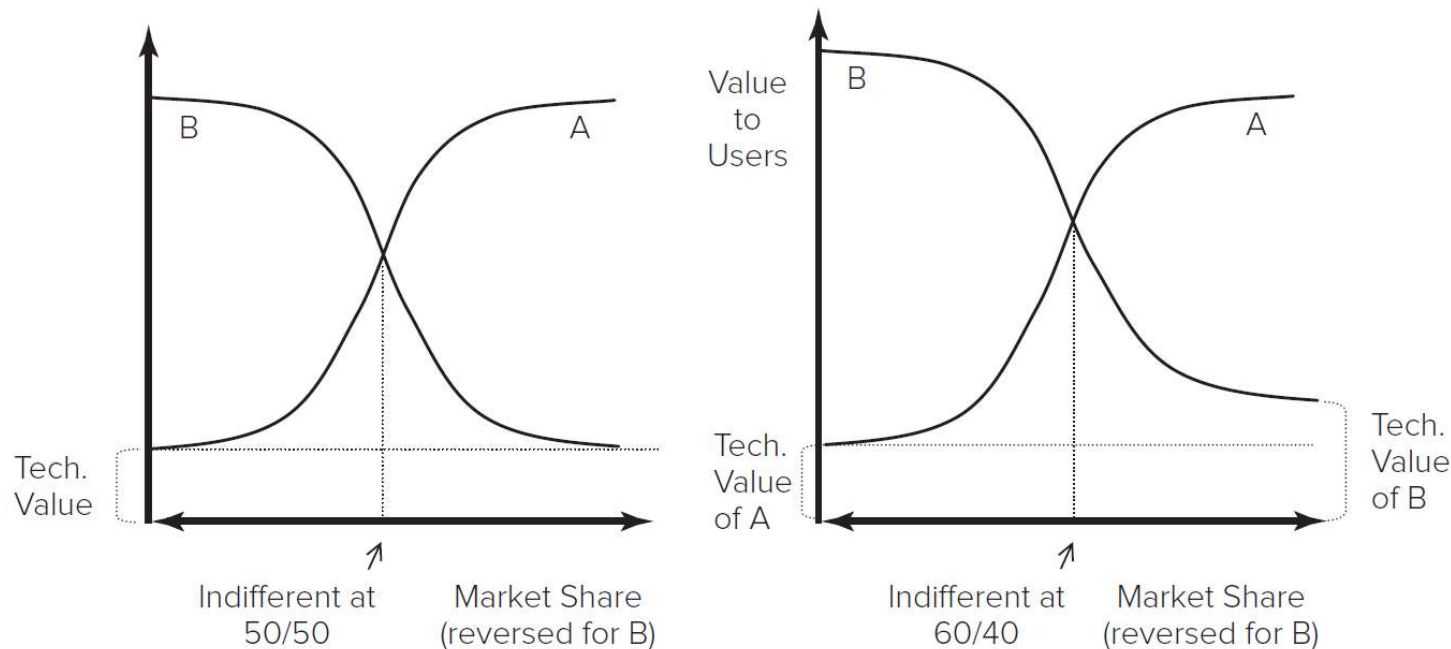 B
A
Tech.
Value
Indifferent at
50/50
Market Share
(reversed for B)
Value
to
Users
B
A
Tech.
Value
of A
Tech.
Value
of B
Indifferent at
60/40
Market Share
(reversed for B)